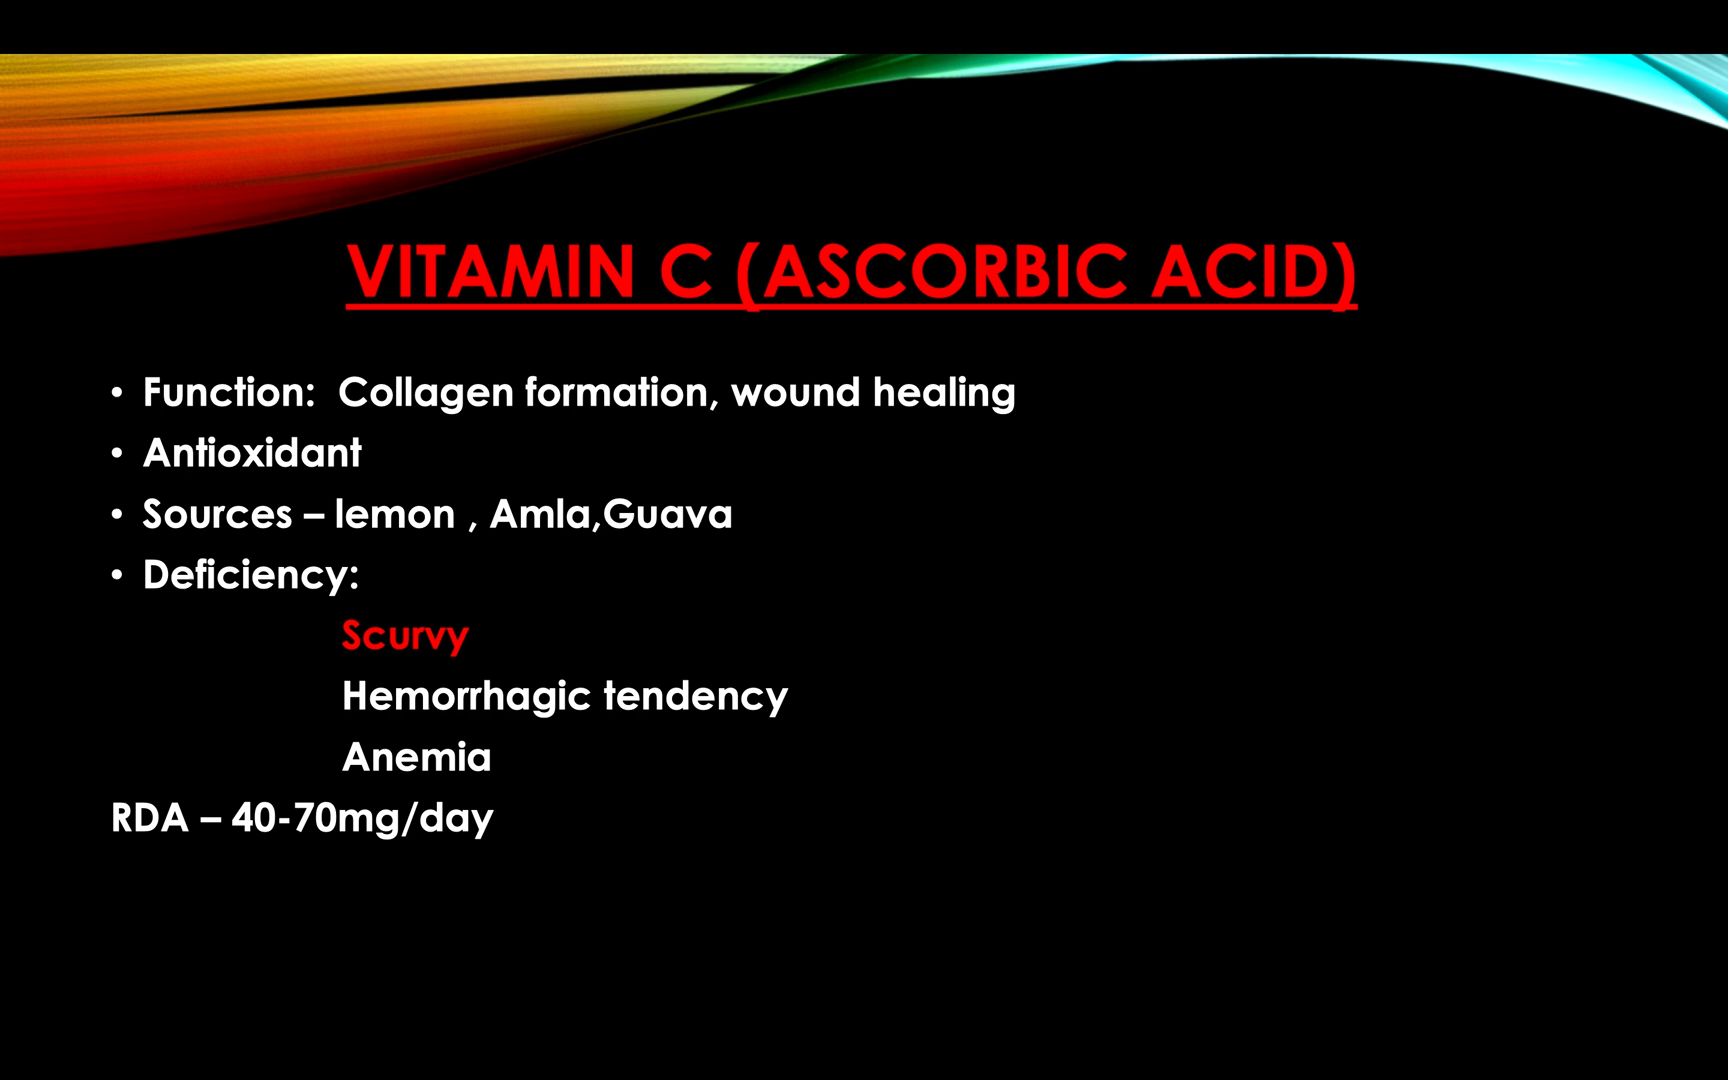 VITAMIN C (ASCORBIC ACID)
• Function:  Collagen formation, wound healing
• Antioxidant
• Sources – lemon , Amla,Guava
• Deficiency:
Scurvy
Hemorrhagic tendency
Anemia
RDA – 40-70mg/day